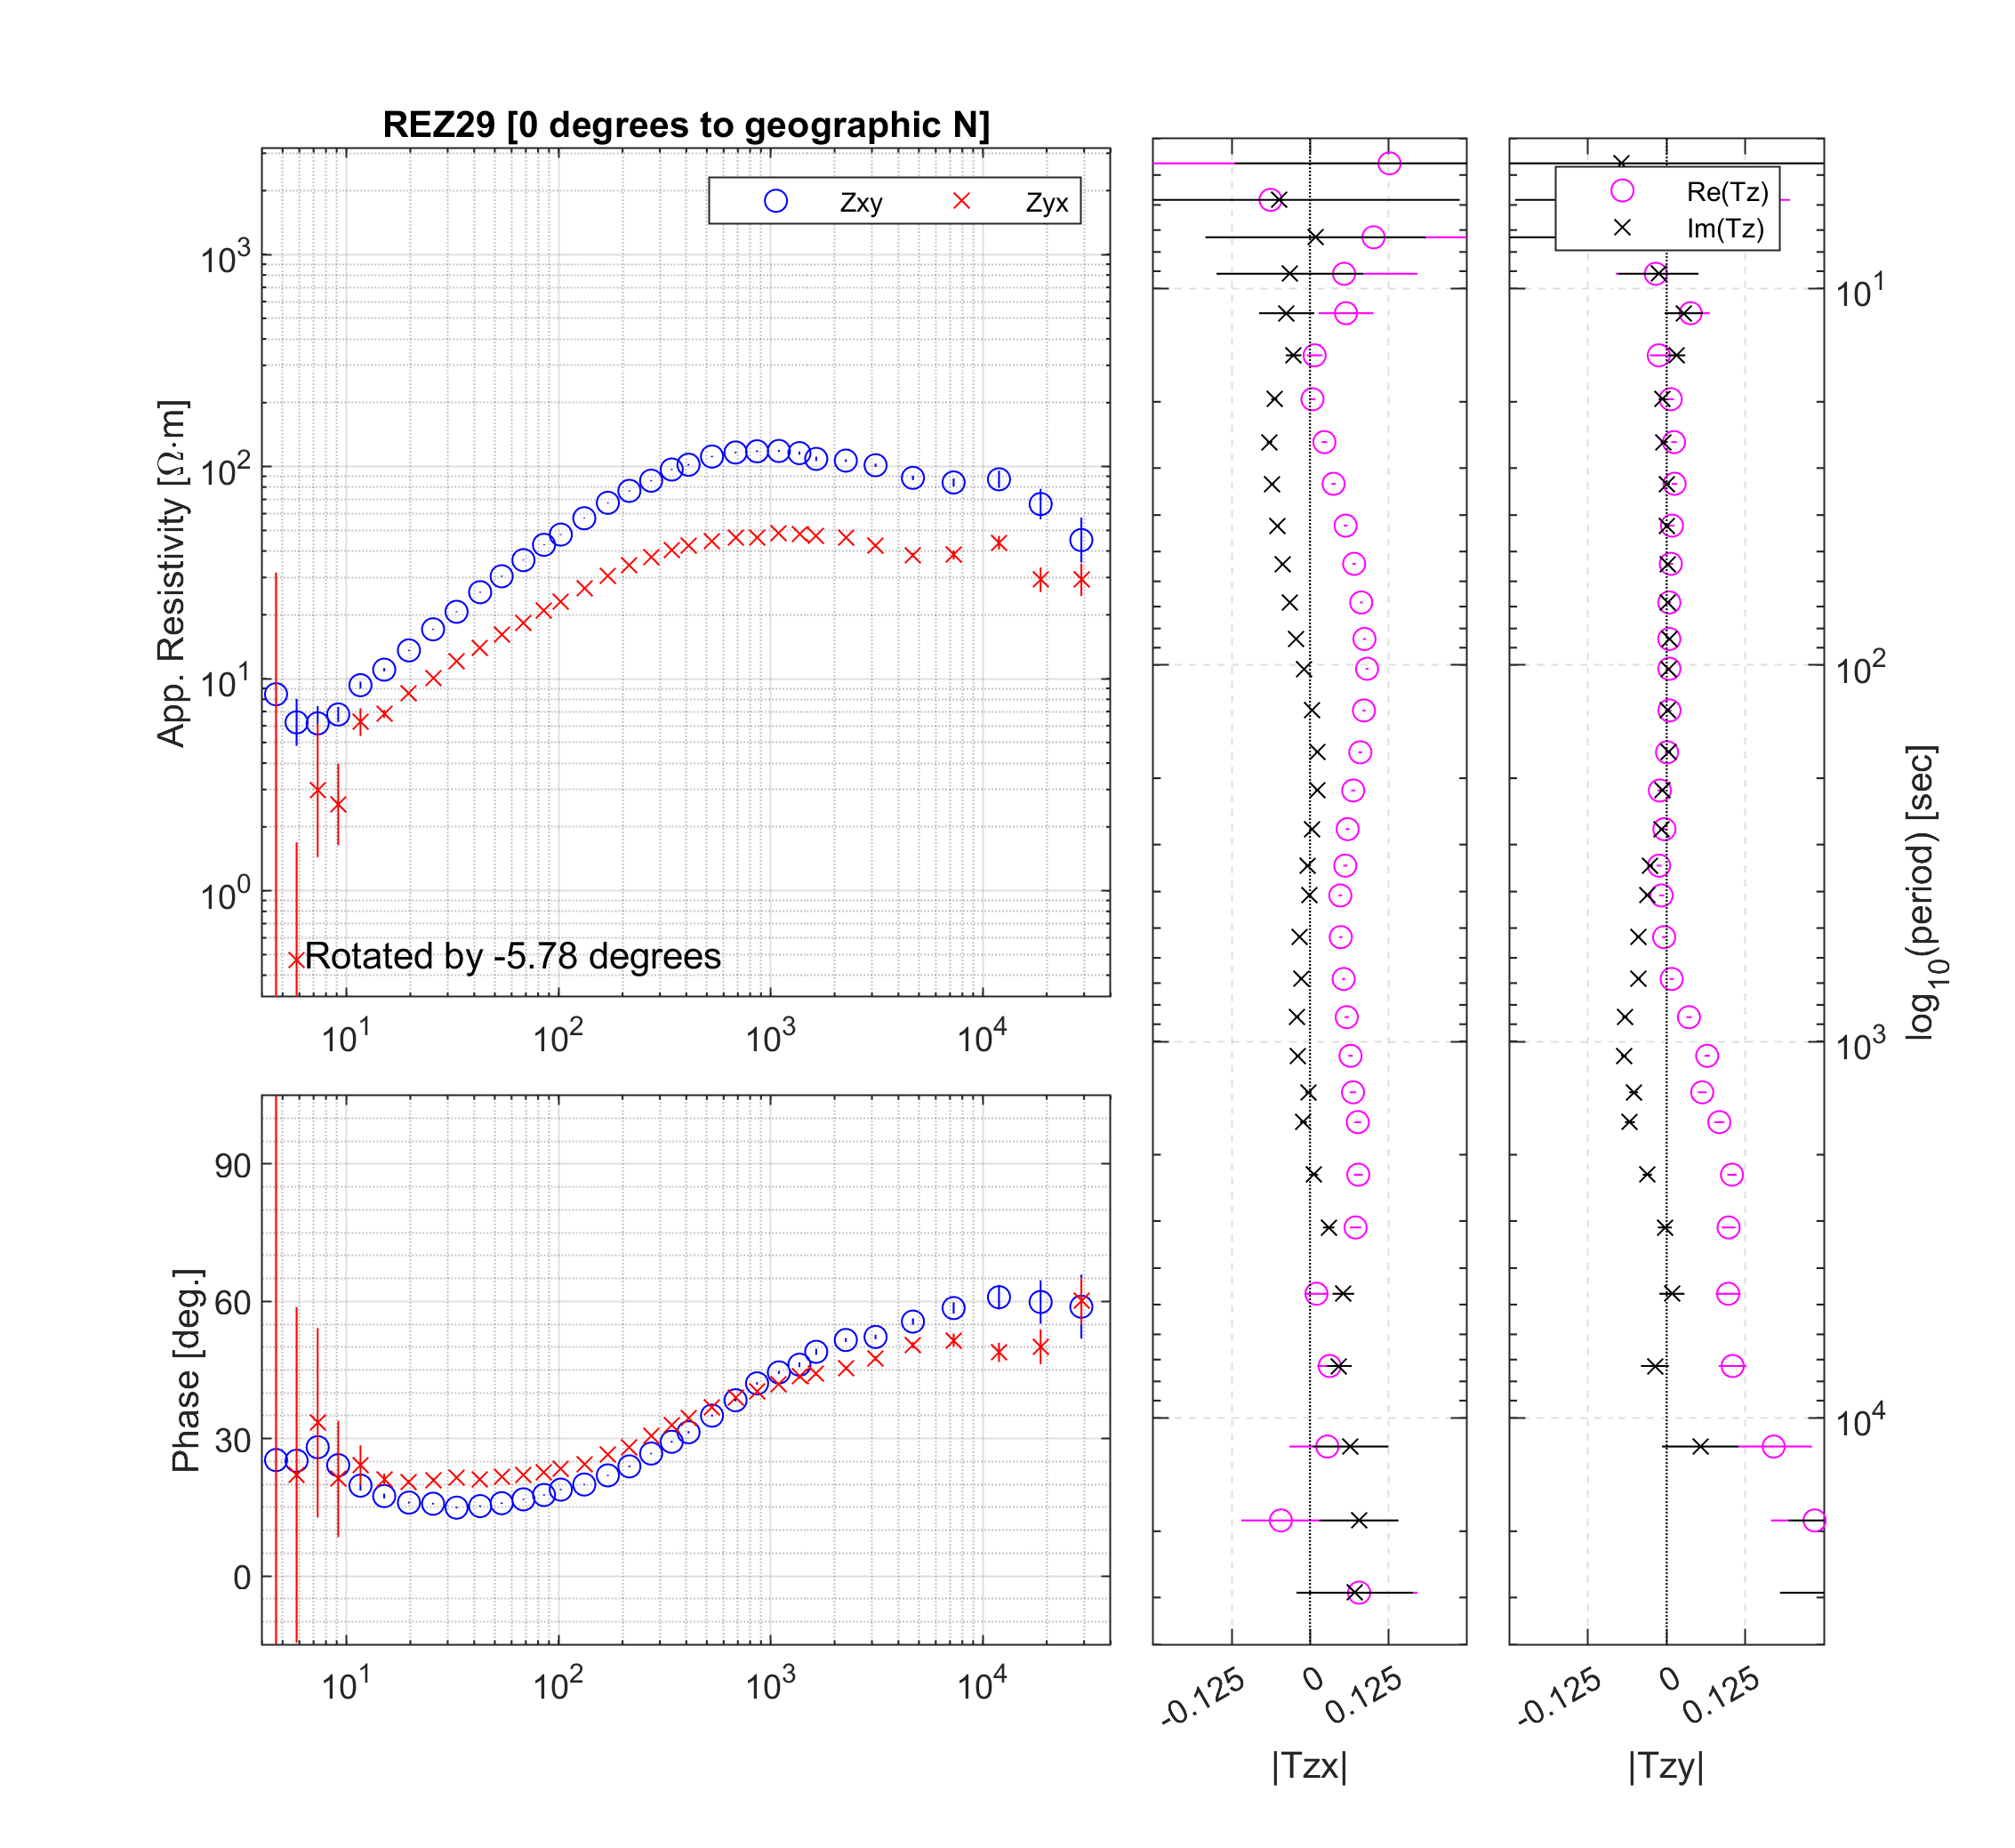 REZ29 [0 degrees to geographic N]
Zxy Zyx
App. Resistivity [Ω·m]
10^3
10^2
10^1
10^0
Rotated by -5.78 degrees
10^1 10^2 10^3 10^4
Phase [deg.]
90
60
30
0
10^1 10^2 10^3 10^4
-0.125 0 0.125
|Tzx|
Re(Tz)
Im(Tz)
-0.125 0 0.125
|Tzy|
10^1
10^2
10^3
10^4
log_10(period) [sec]